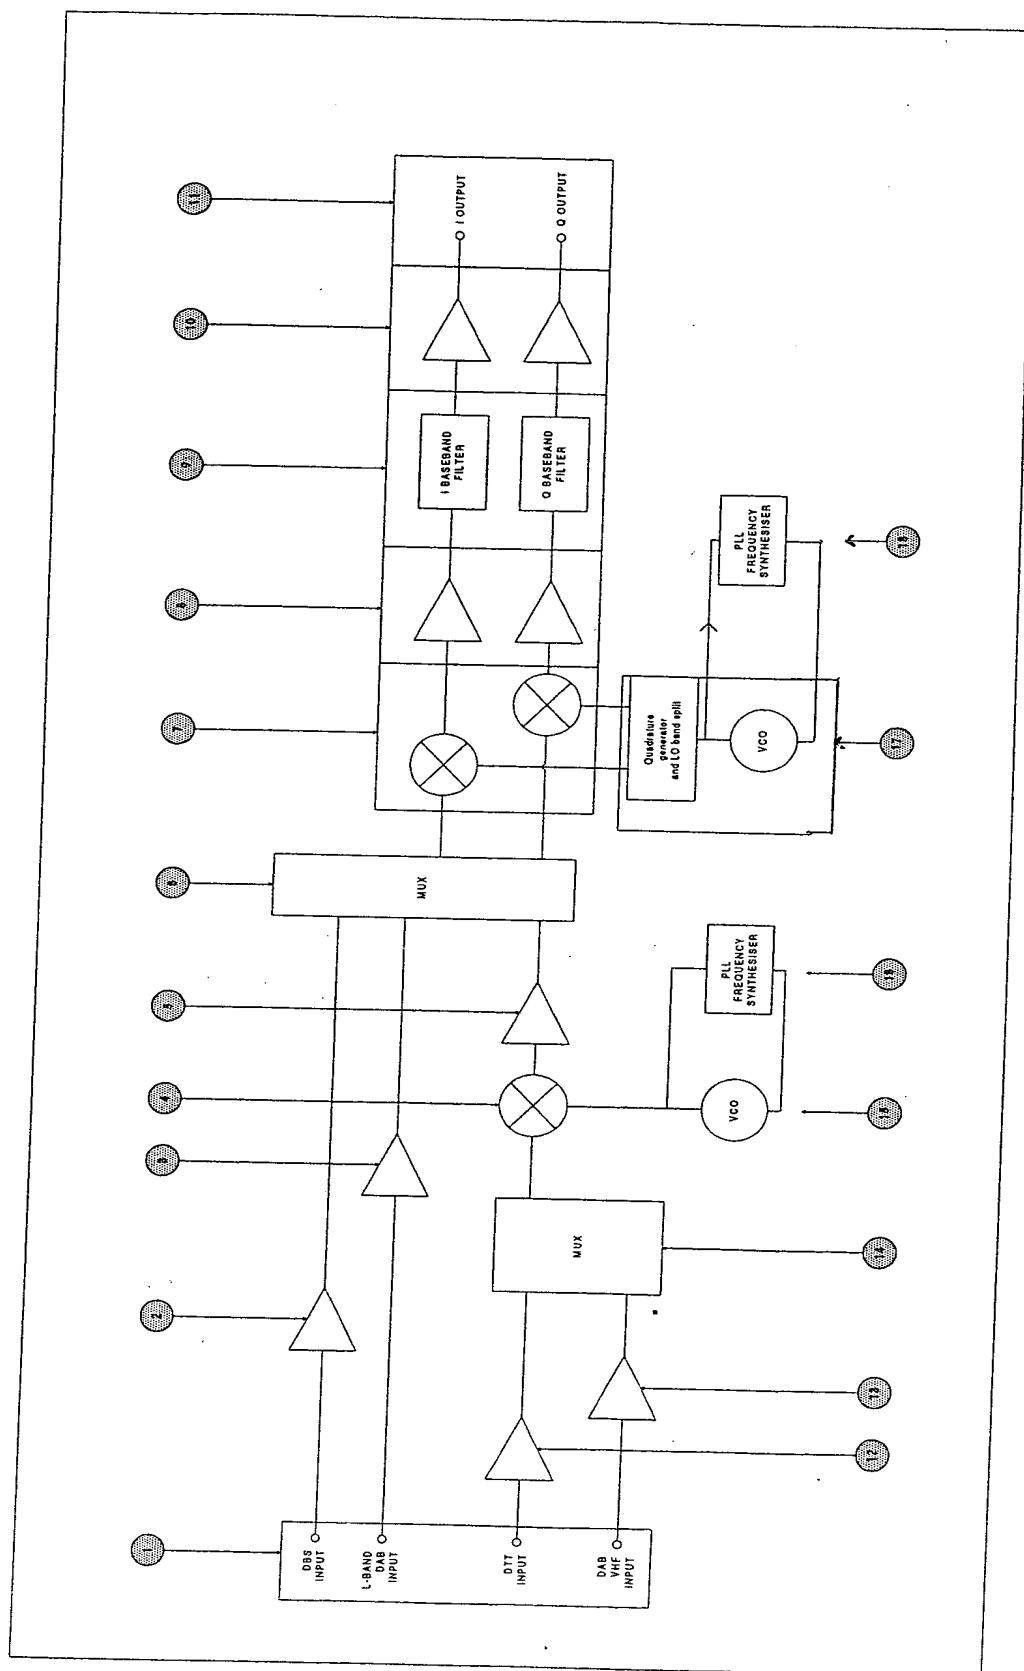 1
2
3
4
5
6
7
8
9
10
11
DBS
INPUT
L-BAND
DAB
INPUT
DTT
INPUT
DAB
VHF
INPUT
MUX
MUX
I BASEBAND
FILTER
Q BASEBAND
FILTER
I OUTPUT
Q OUTPUT
VCO
PLL
FREQUENCY
SYNTHESISER
Quadrature
generator
and LO band split
VCO
PLL
FREQUENCY
SYNTHESISER
12
13
14
15
16
17
18